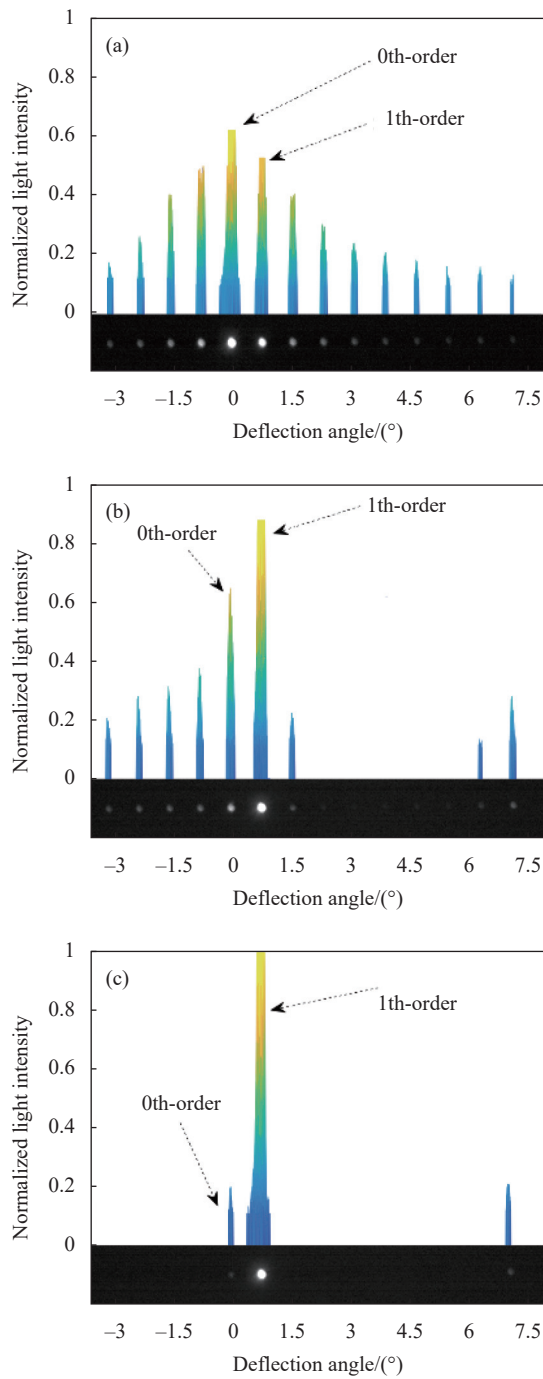 1
(a)
0th-order
0.8
1th-order
0.6
0.4
0.2
0
Normalized light intensity
–3 –1.5 0 1.5 3 4.5 6 7.5
Deflection angle/(°)
1
(b)
1th-order
0th-order
0.8
0.6
0.4
0.2
0
Normalized light intensity
–3 –1.5 0 1.5 3 4.5 6 7.5
Deflection angle/(°)
1
(c)
1th-order
0.8
0.6
0th-order
0.4
0.2
0
Normalized light intensity
–3 –1.5 0 1.5 3 4.5 6 7.5
Deflection angle/(°)